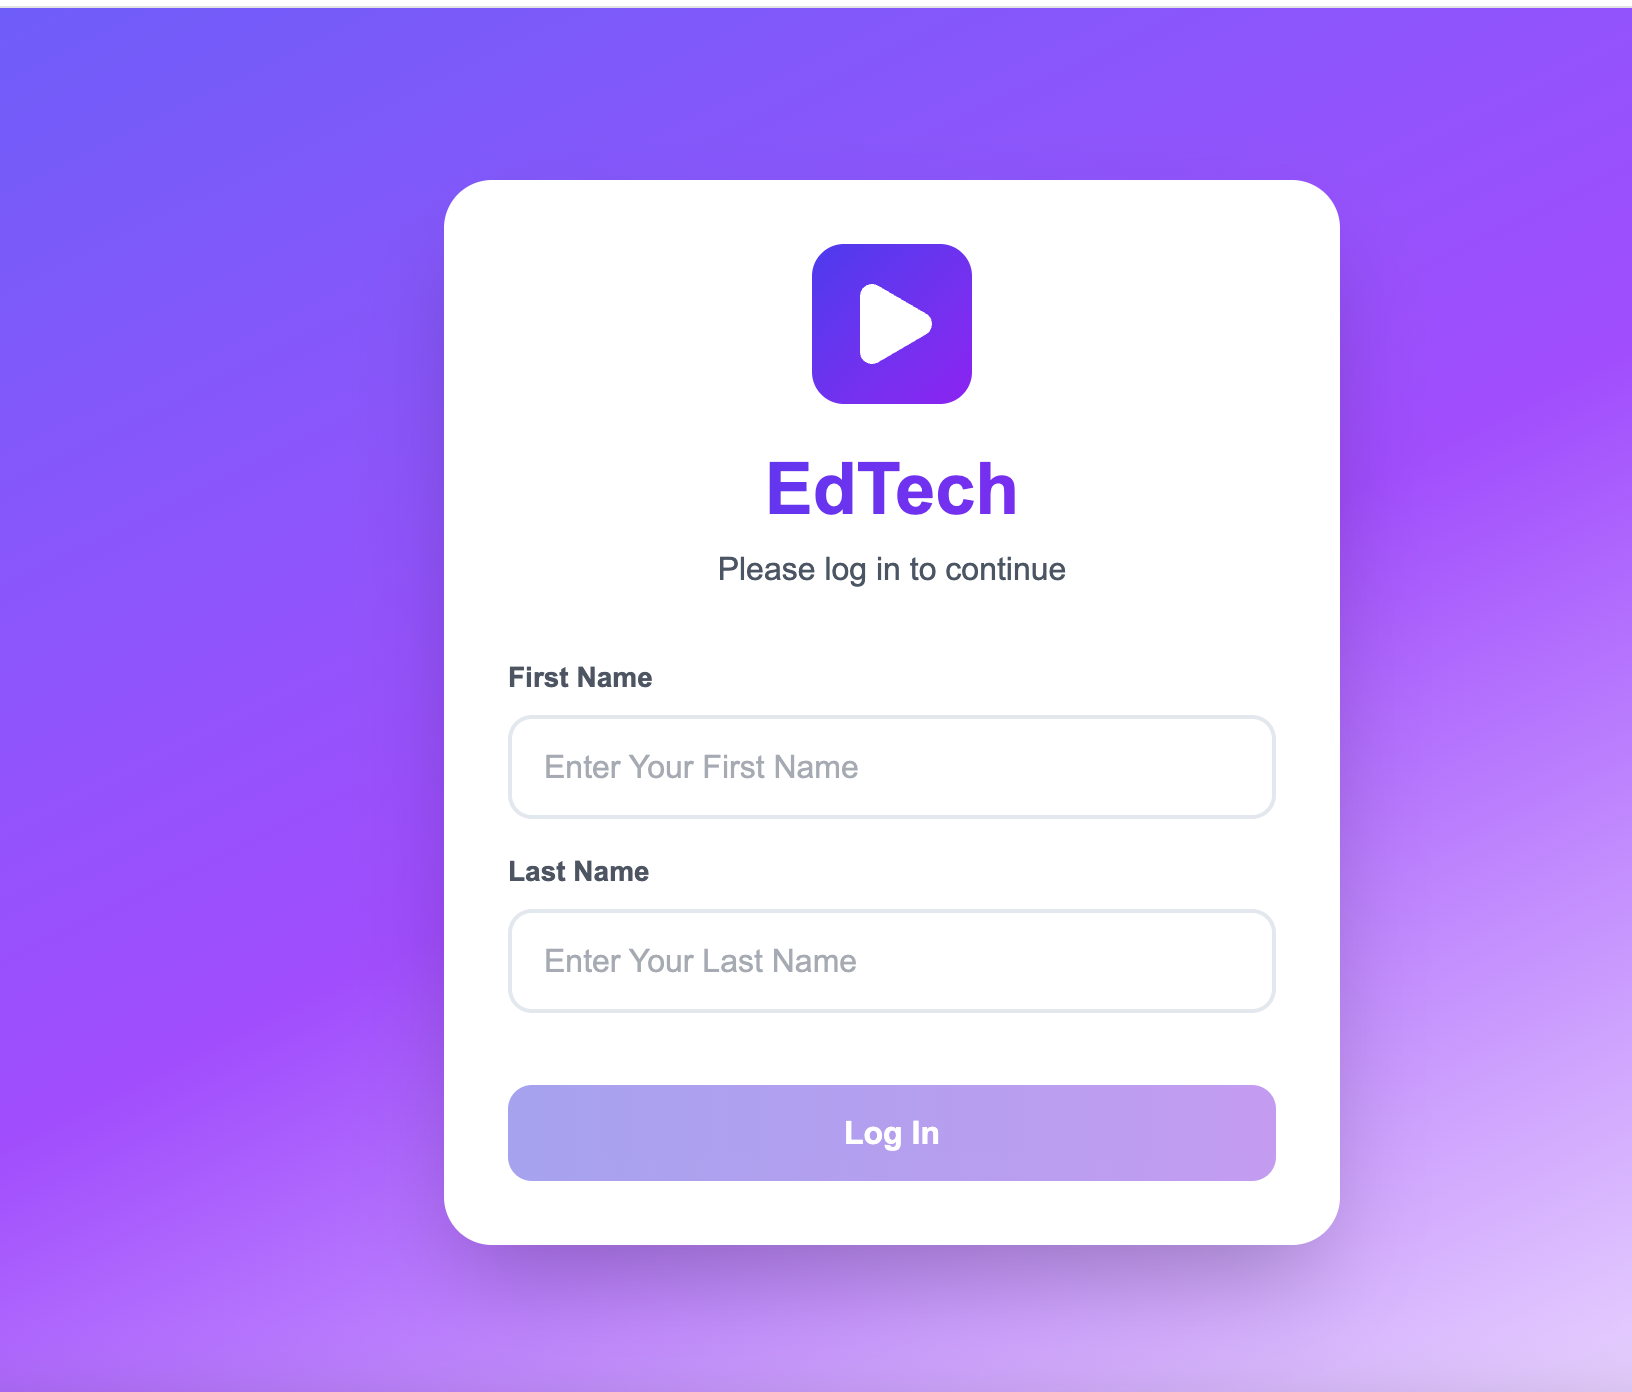 EdTech
Please log in to continue
First Name
Enter Your First Name
Last Name
Enter Your Last Name
Log In